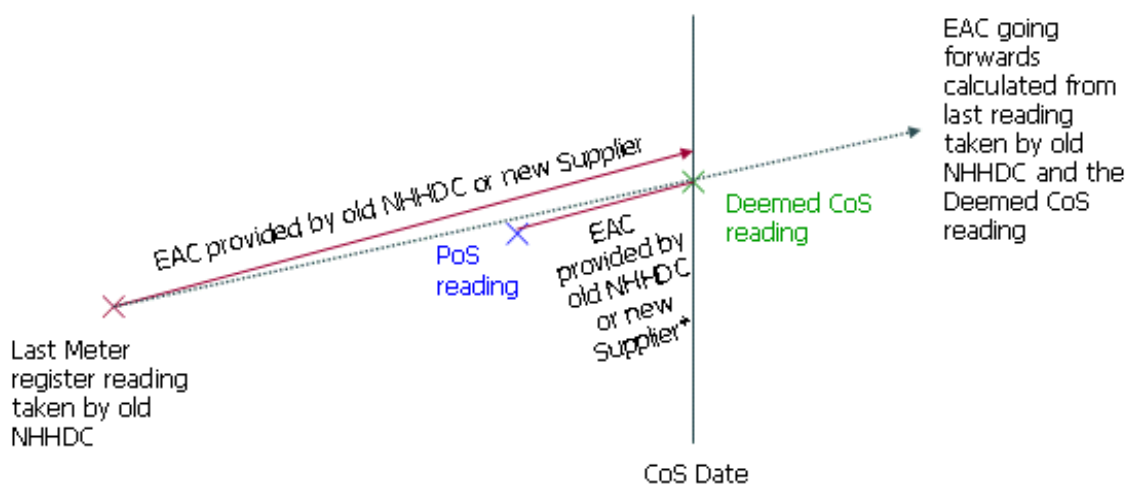 EAC going
forwards
calculated from
last reading
taken by old
NHHDC and the
Deemed CoS
reading
EAC provided by old NHHDC or new Supplier
Deemed CoS
reading
PoS
reading
EAC
provided by
old NHHDC
or new
Supplier*
Last Meter
register reading
taken by old
NHHDC
CoS Date